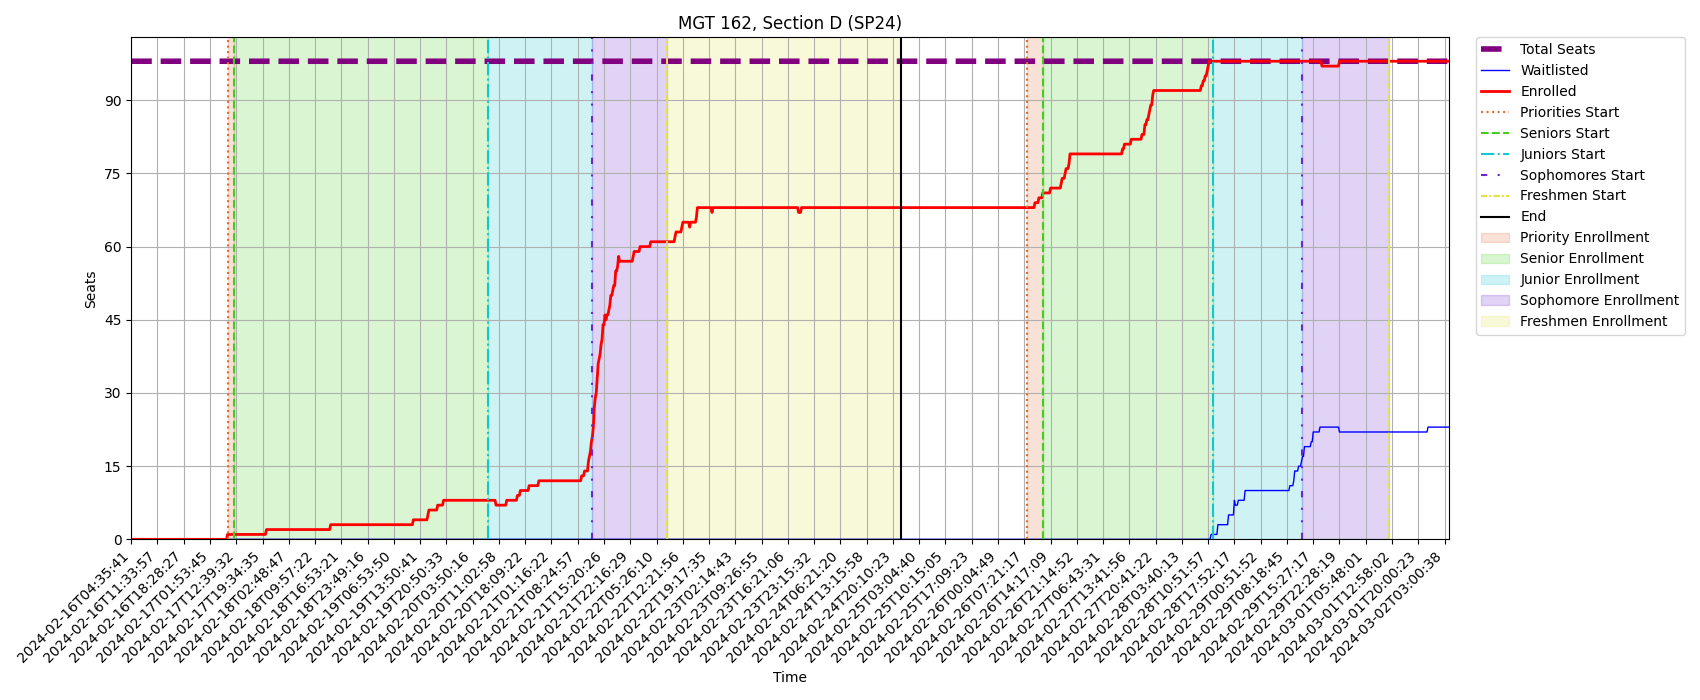 MGT 162, Section D (SP24)
Total Seats
Waitlisted
Enrolled
Priorities Start
Seniors Start
Juniors Start
Sophomores Start
Freshmen Start
End
Priority Enrollment
Senior Enrollment
Junior Enrollment
Sophomore Enrollment
Freshmen Enrollment
Seats
90
75
60
45
30
15
0
2024-02-16T04:35:41
2024-02-16T11:33:57
2024-02-16T18:28:27
2024-02-17T01:53:45
2024-02-17T12:39:32
2024-02-17T19:34:35
2024-02-18T02:48:47
2024-02-18T09:57:22
2024-02-18T16:53:21
2024-02-18T23:49:16
2024-02-19T06:53:50
2024-02-19T13:50:41
2024-02-19T20:50:33
2024-02-20T03:50:16
2024-02-20T11:02:58
2024-02-20T18:09:22
2024-02-21T01:16:22
2024-02-21T08:24:57
2024-02-21T15:20:26
2024-02-21T22:16:29
2024-02-22T05:26:10
2024-02-22T12:21:56
2024-02-22T19:17:35
2024-02-23T02:14:43
2024-02-23T09:26:55
2024-02-23T16:21:06
2024-02-23T23:15:32
2024-02-24T06:21:20
2024-02-24T13:15:58
2024-02-24T20:10:23
2024-02-25T03:04:40
2024-02-25T10:15:05
2024-02-25T17:09:23
2024-02-26T00:04:49
2024-02-26T07:21:17
2024-02-26T14:17:09
2024-02-26T21:14:52
2024-02-27T06:43:31
2024-02-27T13:41:56
2024-02-27T20:41:22
2024-02-28T03:40:13
2024-02-28T10:51:57
2024-02-28T17:52:17
2024-02-29T00:51:52
2024-02-29T08:18:45
2024-02-29T15:27:17
2024-02-29T22:28:19
2024-03-01T05:48:01
2024-03-01T12:58:02
2024-03-01T20:00:23
2024-03-02T03:00:38
Time